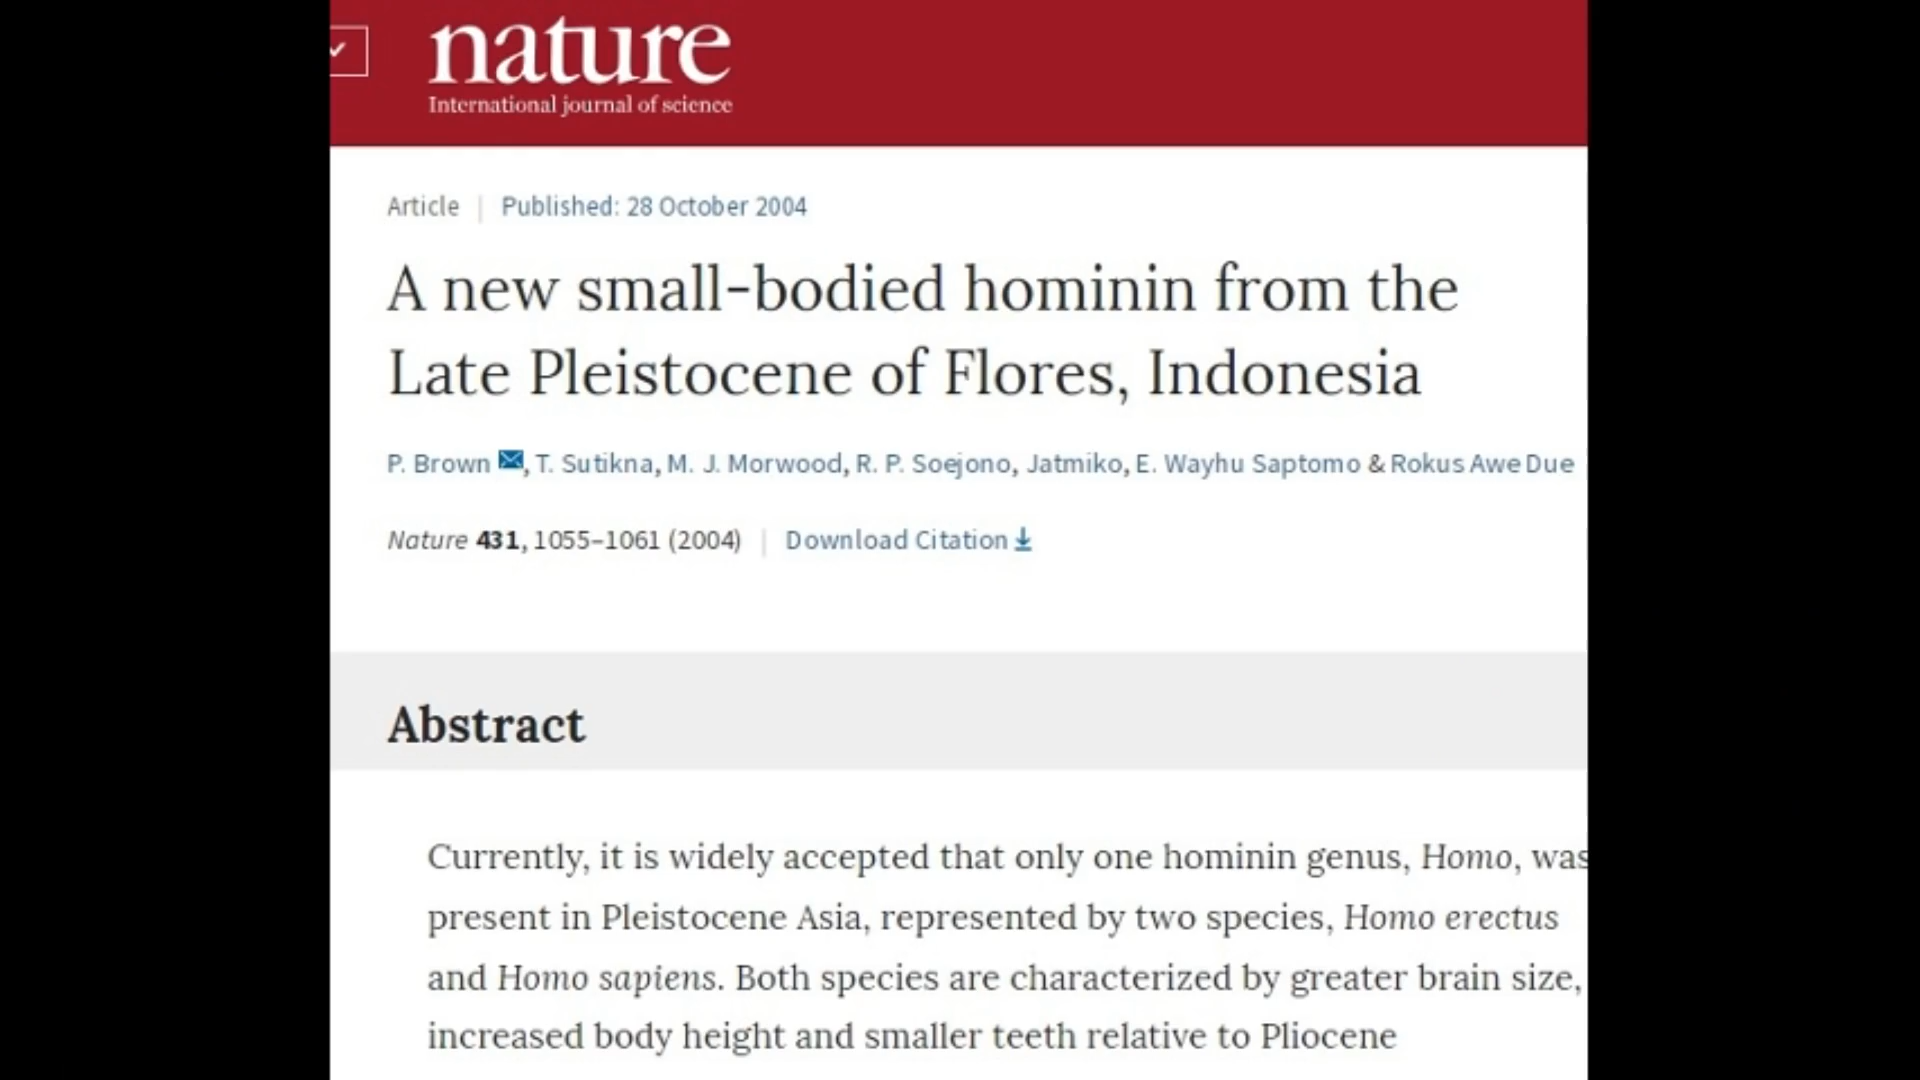 nature
International journal of science
Article | Published: 28 October 2004
A new small-bodied hominin from the
Late Pleistocene of Flores, Indonesia
P. Brown, T. Sutikna, M. J. Morwood, R. P. Soejono, Jatmiko, E. Wayhu Saptomo & Rokus Awe Due
Nature 431, 1055–1061 (2004) | Download Citation
Abstract
Currently, it is widely accepted that only one hominin genus, Homo, was
present in Pleistocene Asia, represented by two species, Homo erectus
and Homo sapiens. Both species are characterized by greater brain size,
increased body height and smaller teeth relative to Pliocene